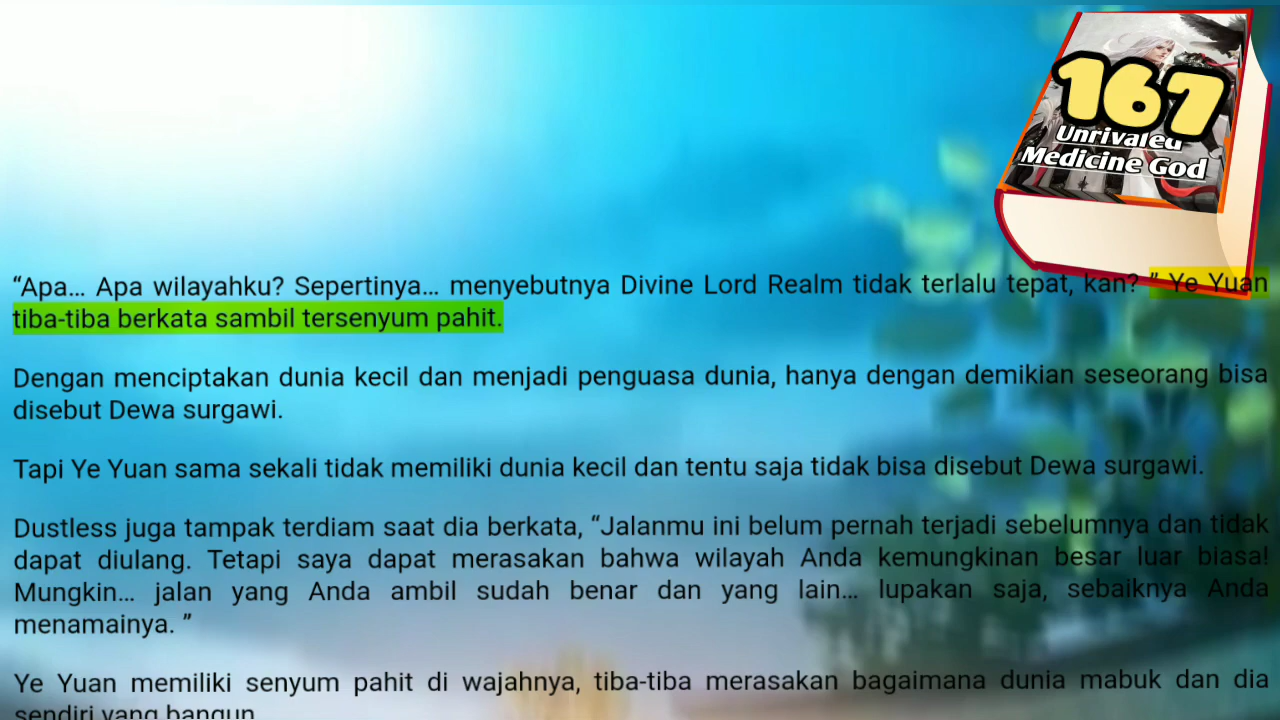 167
Unrivaled
Medicine God
“Apa… Apa wilayahku? Sepertinya… menyebutnya Divine Lord Realm tidak terlalu tepat, kan? ” Ye Yuan
tiba-tiba berkata sambil tersenyum pahit.
Dengan menciptakan dunia kecil dan menjadi penguasa dunia, hanya dengan demikian seseorang bisa
disebut Dewa surgawi.
Tapi Ye Yuan sama sekali tidak memiliki dunia kecil dan tentu saja tidak bisa disebut Dewa surgawi.
Dustless juga tampak terdiam saat dia berkata, “Jalanmu ini belum pernah terjadi sebelumnya dan tidak
dapat diulang. Tetapi saya dapat merasakan bahwa wilayah Anda kemungkinan besar luar biasa!
Mungkin… jalan yang Anda ambil sudah benar dan yang lain… lupakan saja, sebaiknya Anda
menamainya. ”
Ye Yuan memiliki senyum pahit di wajahnya, tiba-tiba merasakan bagaimana dunia mabuk dan dia
sendiri yang bangun.